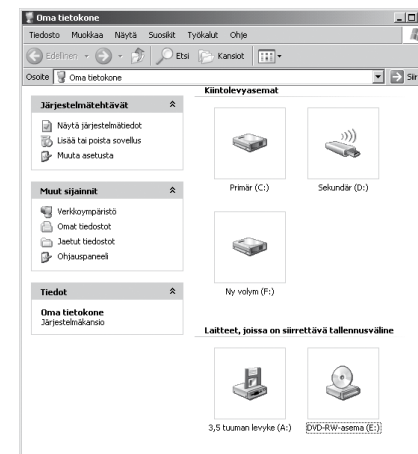 Oma tietokone
Tiedosto Muokkaa Näytä Suosikit Työkalut Ohje
Edellinen Etsi Kansiot
Osoite Oma tietokone Siir
Järjestelmätehtävät
Näytä järjestelmätiedot
Lisää tai poista sovellus
Muuta asetusta
Muut sijainnit
Verkkoympäristö
Omat tiedostot
Jaetut tiedostot
Ohjauspaneeli
Tiedot
Oma tietokone
Järjestelmäkansio
Kiintolevyasemat
Primär (C:) Sekundär (D:)
Ny volym (F:)
Laitteet, joissa on siirrettävä tallennusväline
3,5 tuuman levyke (A:) DVD-RW-asema (E:)